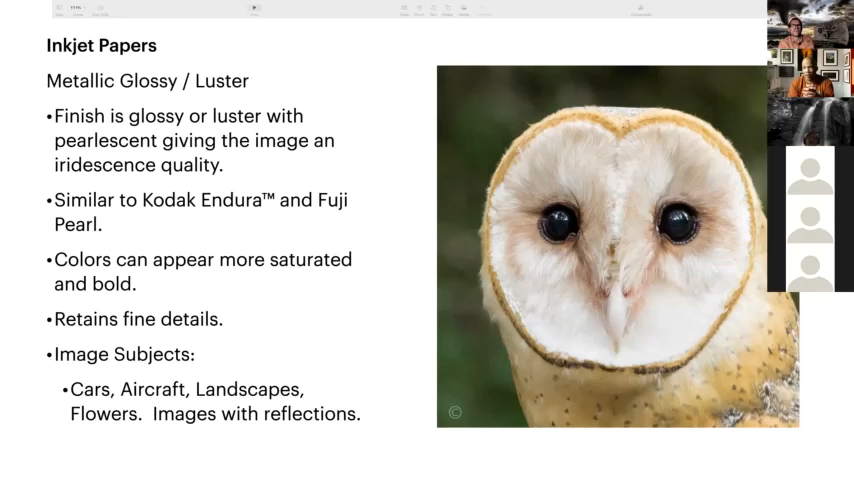 Inkjet Papers
Metallic Glossy / Luster
•Finish is glossy or luster with
pearlescent giving the image an
iridescence quality.
•Similar to Kodak Endura™ and Fuji
Pearl.
•Colors can appear more saturated
and bold.
•Retains fine details.
•Image Subjects:
•Cars, Aircraft, Landscapes,
Flowers.  Images with reflections.
©